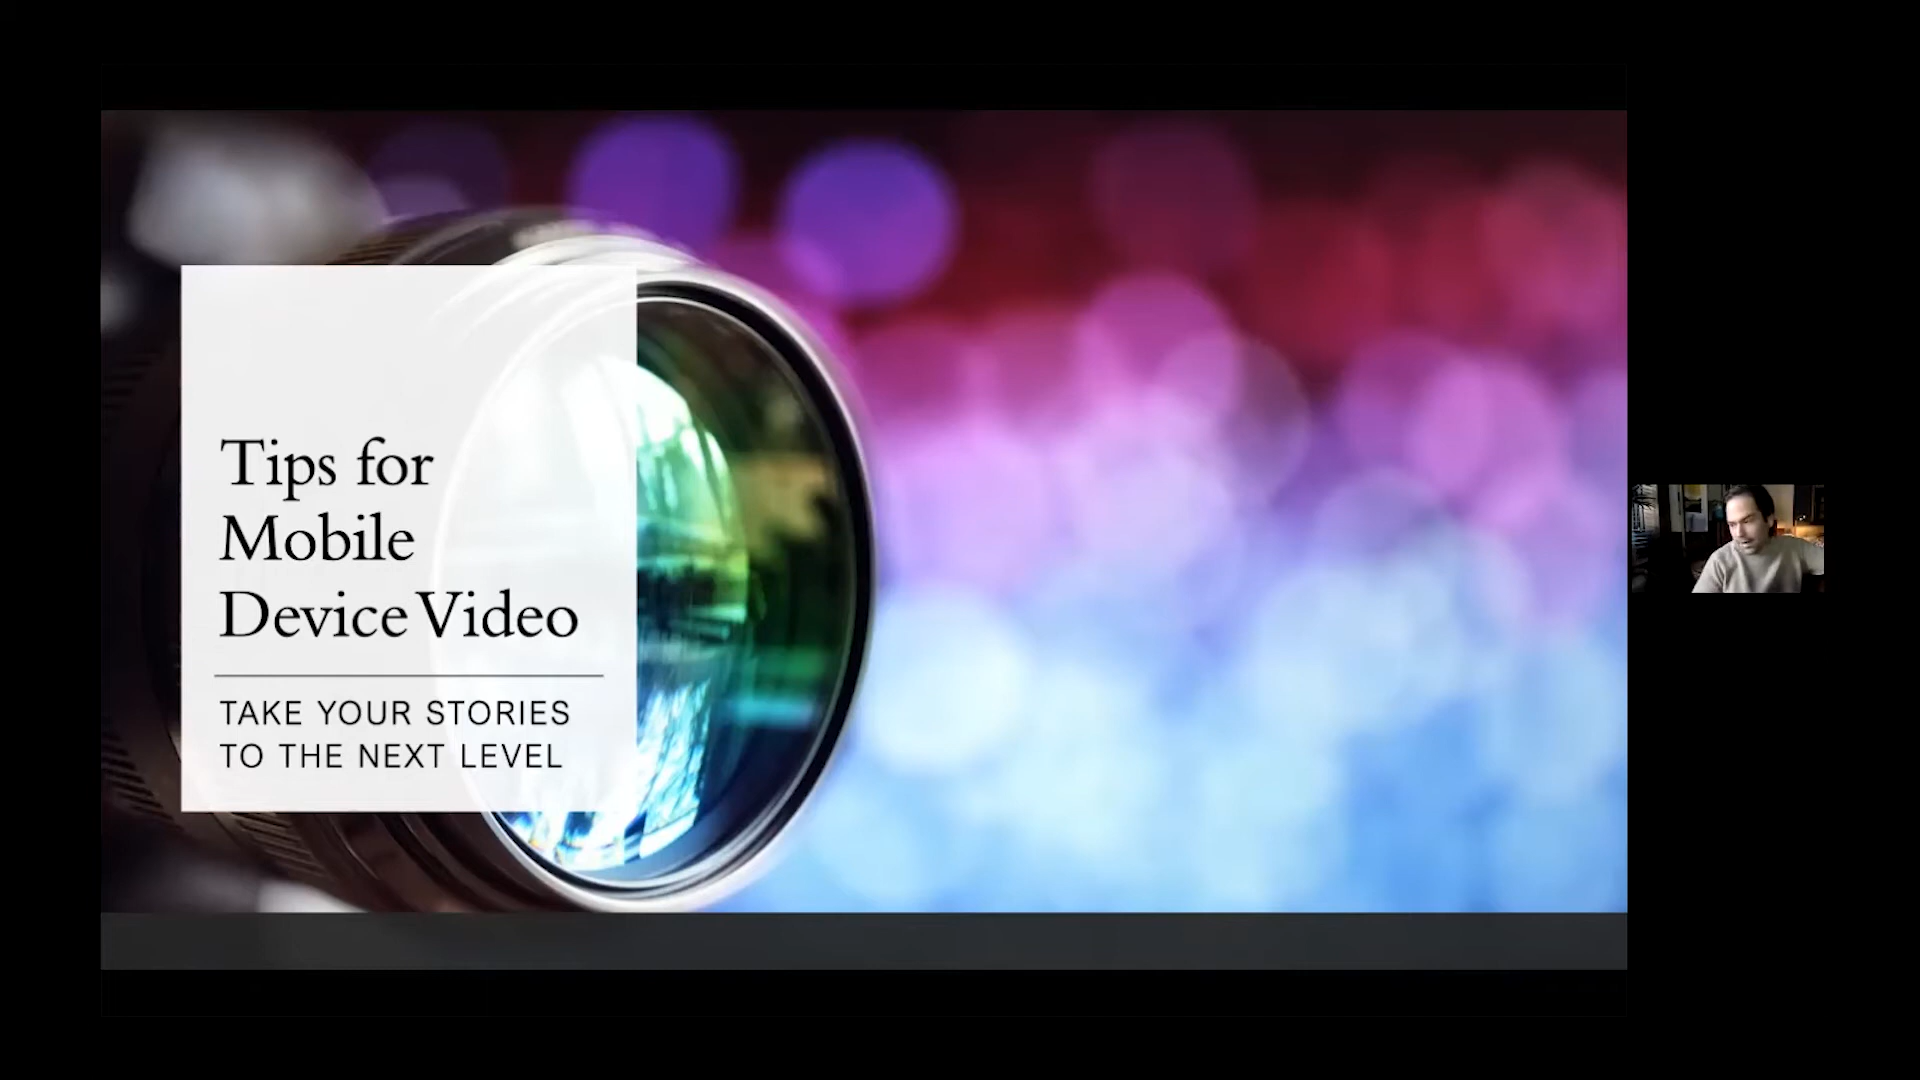 Tips for
Mobile
Device Video
TAKE YOUR STORIES
TO THE NEXT LEVEL